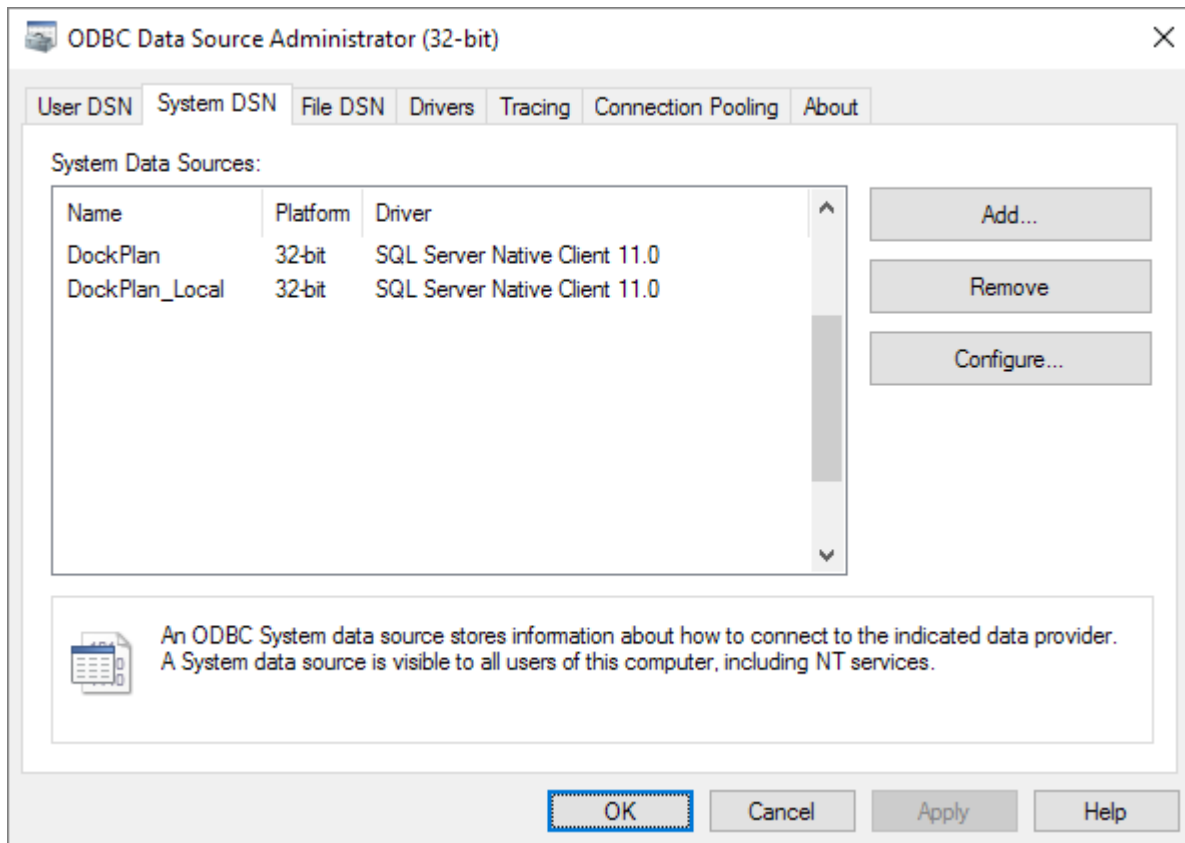 ODBC Data Source Administrator (32-bit)
User DSN System DSN File DSN Drivers Tracing Connection Pooling About
System Data Sources:
Name Platform Driver
DockPlan 32-bit SQL Server Native Client 11.0
DockPlan_Local 32-bit SQL Server Native Client 11.0
Add...
Remove
Configure...
An ODBC System data source stores information about how to connect to the indicated data provider.
A System data source is visible to all users of this computer, including NT services.
OK Cancel Apply Help